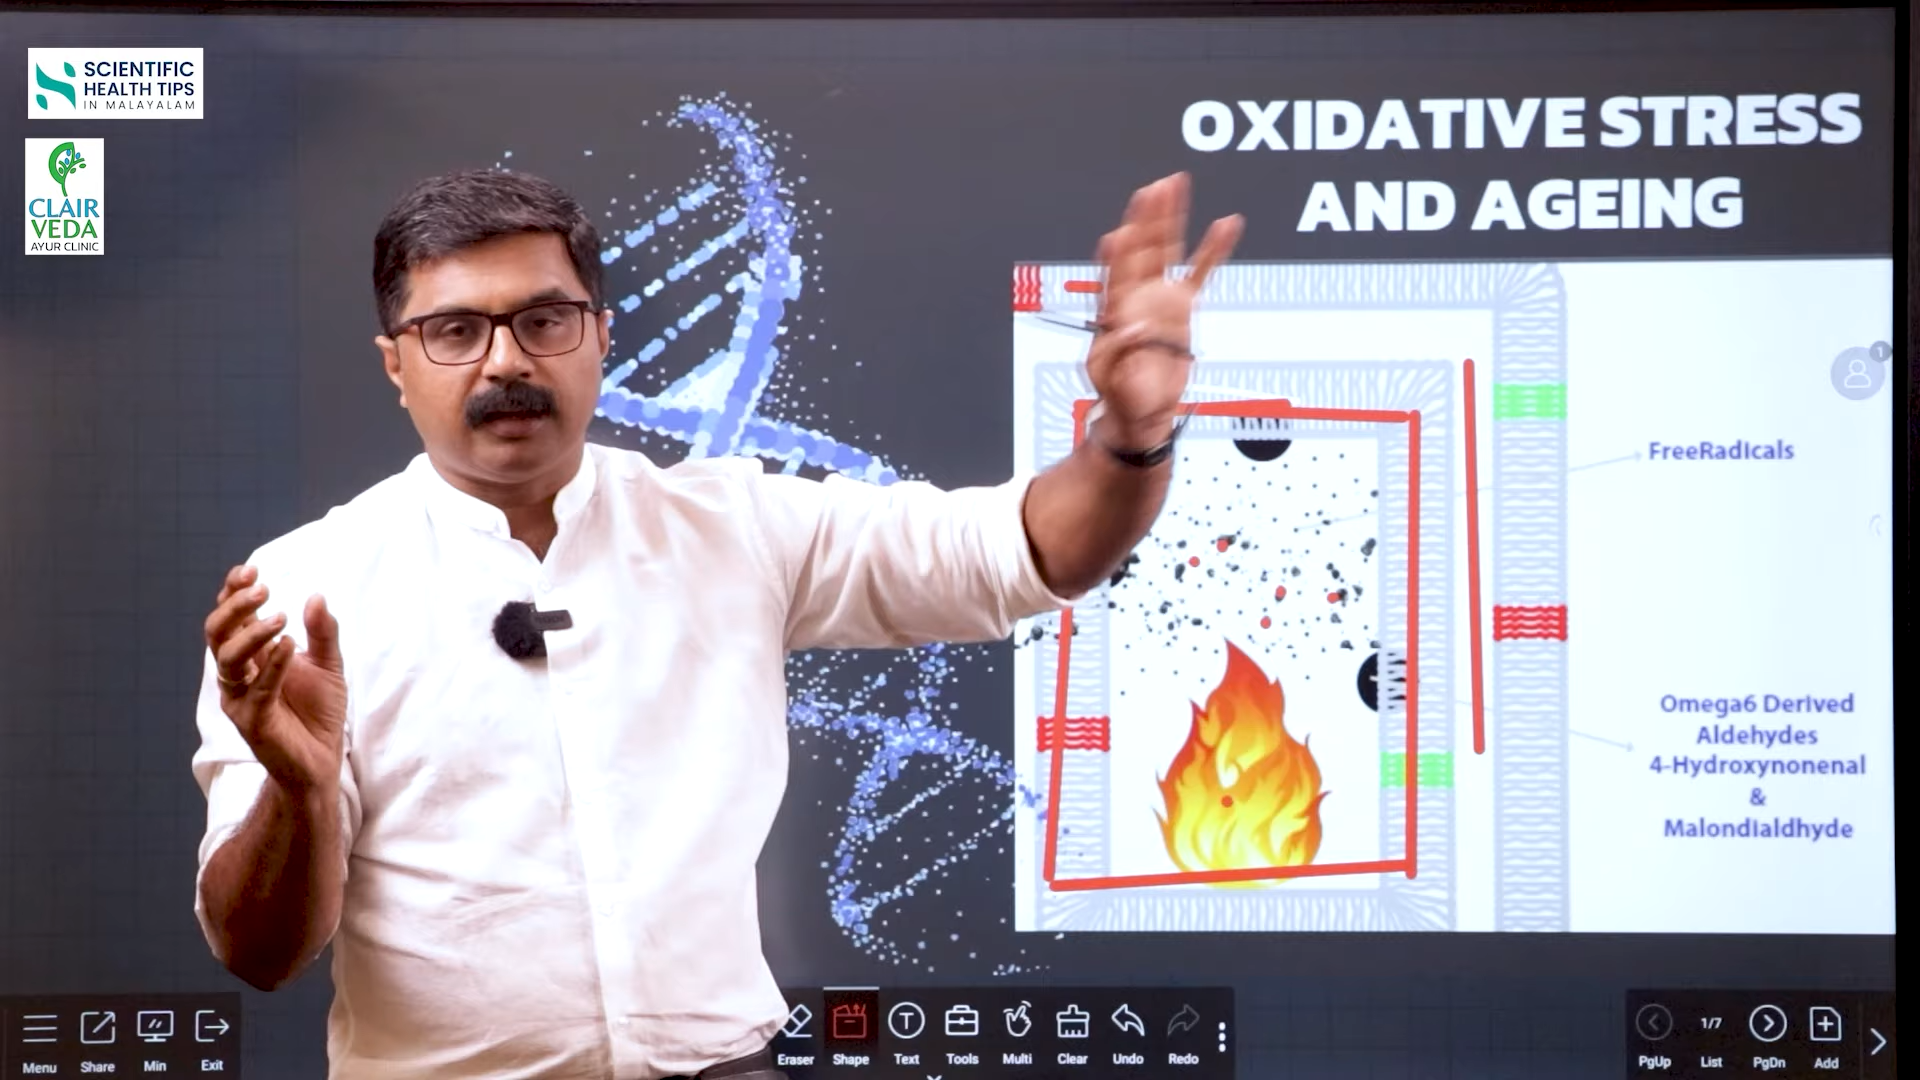 SCIENTIFIC
HEALTH TIPS
IN MALAYALAM
CLAIR
VEDA
AYUR CLINIC
OXIDATIVE STRESS
AND AGEING
1
FreeRadIcals
Omega6 DerIved
Aldehydes
4-Hydroxynonenal
&
MalondIaldhyde
Menu
Share
Min
Exit
Eraser
Shape
Text
Tools
Multi
Clear
Undo
Redo
PgUp
1/7
List
PgDn
Add